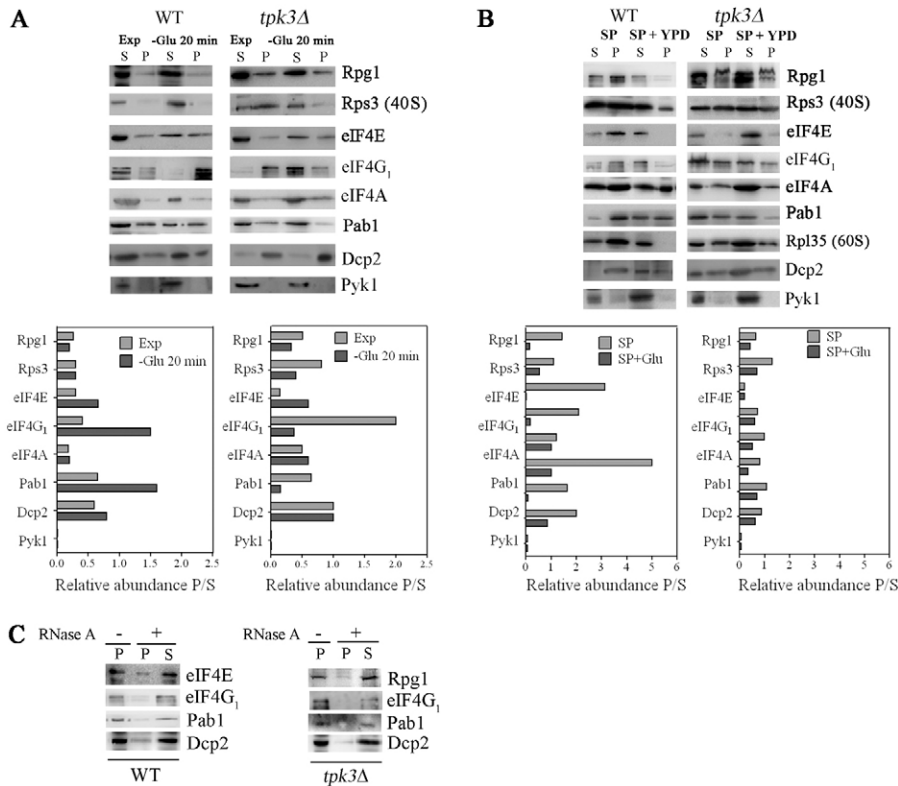 A
WT
tpk3Δ
Exp -Glu 20 min
Exp -Glu 20 min
S P S P
S P S P
Rpg1
Rps3 (40S)
eIF4E
eIF4G1
eIF4A
Pab1
Dcp2
Pyk1
Rpg1
Rps3
eIF4E
eIF4G1
eIF4A
Pab1
Dcp2
Pyk1
Exp
-Glu 20 min
0.0 0.5 1.0 1.5 2.0 2.5
Relative abundance P/S
Rpg1
Rps3
eIF4E
eIF4G1
eIF4A
Pab1
Dcp2
Pyk1
Exp
-Glu 20 min
0.0 0.5 1.0 1.5 2.0 2.5
Relative abundance P/S
B
WT
tpk3Δ
SP SP + YPD
SP SP + YPD
S P S P
S P S P
Rpg1
Rps3 (40S)
eIF4E
eIF4G1
eIF4A
Pab1
Rpl35 (60S)
Dcp2
Pyk1
Rpg1
Rps3
eIF4E
eIF4G1
eIF4A
Pab1
Dcp2
Pyk1
SP
SP+Glu
0 1 2 3 4 5 6
Relative abundance P/S
Rpg1
Rps3
eIF4E
eIF4G1
eIF4A
Pab1
Dcp2
Pyk1
SP
SP+Glu
0 1 2 3 4 5 6
Relative abundance P/S
C
RNase A - +
P P S
eIF4E
eIF4G1
Pab1
Dcp2
WT
RNase A - +
P P S
Rpg1
eIF4G1
Pab1
Dcp2
tpk3Δ